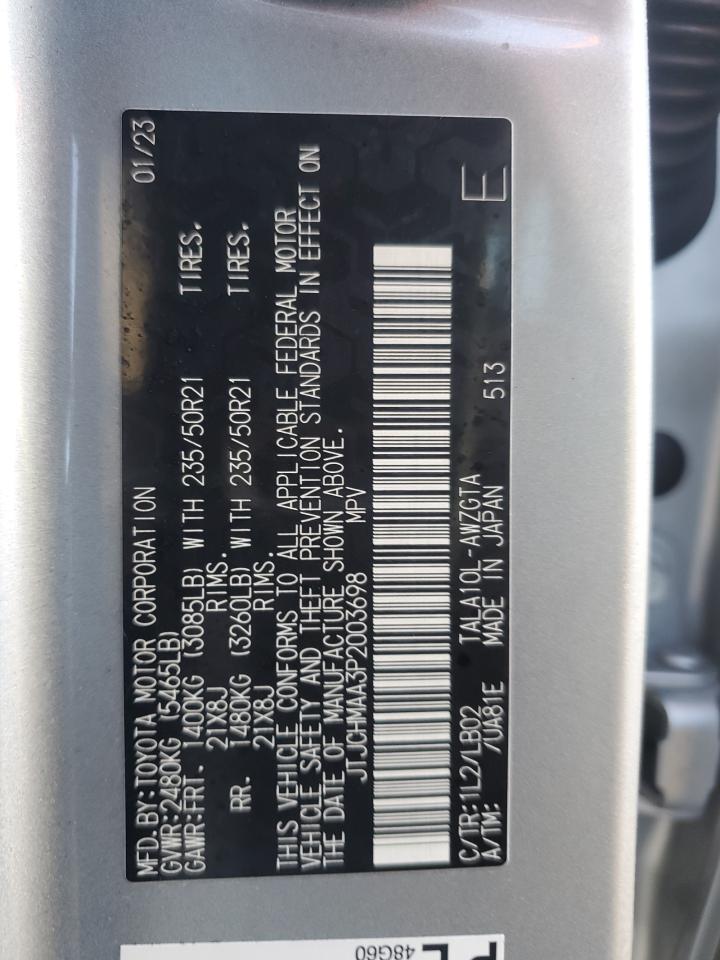 MFD.BY:TOYOTA MOTOR CORPORATION 01/23
GVWR:2480KG (5465LB)
GAWR:FRT. 1400KG (3085LB) WITH 235/50R21 TIRES.
21X8J RIMS.
RR. 1480KG (3260LB) WITH 235/50R21 TIRES.
21X8J RIMS.
THIS VEHICLE CONFORMS TO ALL APPLICABLE FEDERAL MOTOR
VEHICLE SAFETY AND THEFT PREVENTION STANDARDS IN EFFECT ON
THE DATE OF MANUFACTURE SHOWN ABOVE.
JTJCHMAA3P2003698 MPV
C/TR:1L2/LB02 TALA10L-AWZGTA
A/TM: /UA81E MADE IN JAPAN 513 E
48G60